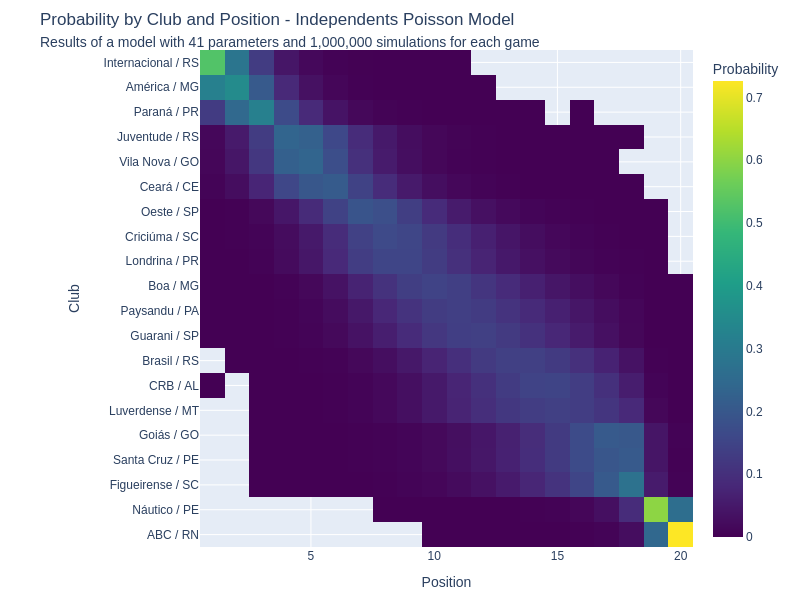 Probability by Club and Position - Independents Poisson Model
Results of a model with 41 parameters and 1,000,000 simulations for each game
Internacional / RS
América / MG
Paraná / PR
Juventude / RS
Vila Nova / GO
Ceará / CE
Oeste / SP
Criciúma / SC
Londrina / PR
Boa / MG
Paysandu / PA
Guarani / SP
Brasil / RS
CRB / AL
Luverdense / MT
Goiás / GO
Santa Cruz / PE
Figueirense / SC
Náutico / PE
ABC / RN
Club
5 10 15 20
Position
Probability
0.7
0.6
0.5
0.4
0.3
0.2
0.1
0